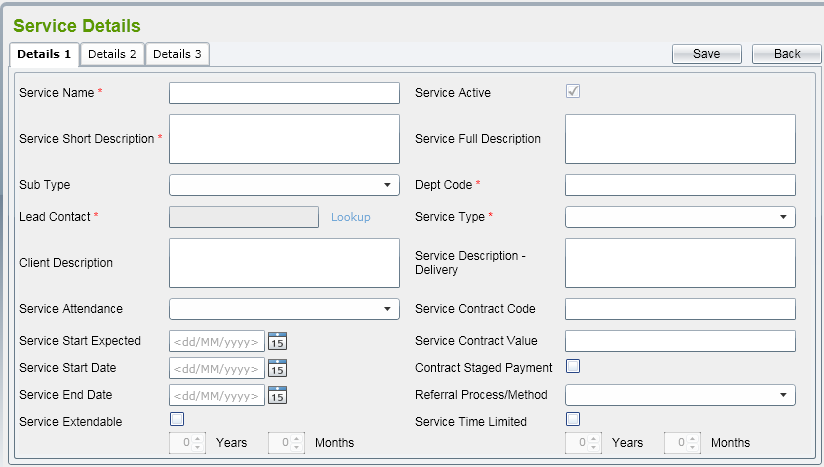 Service Details
Details 1 Details 2 Details 3 Save Back
Service Name * Service Active
Service Short Description * Service Full Description
Sub Type Dept Code *
Lead Contact * Lookup Service Type *
Client Description Service Description -
Delivery
Service Attendance Service Contract Code
Service Start Expected <dd/MM/yyyy> 15 Service Contract Value
Service Start Date <dd/MM/yyyy> 15 Contract Staged Payment
Service End Date <dd/MM/yyyy> 15 Referral Process/Method
Service Extendable Service Time Limited
0 Years 0 Months 0 Years 0 Months